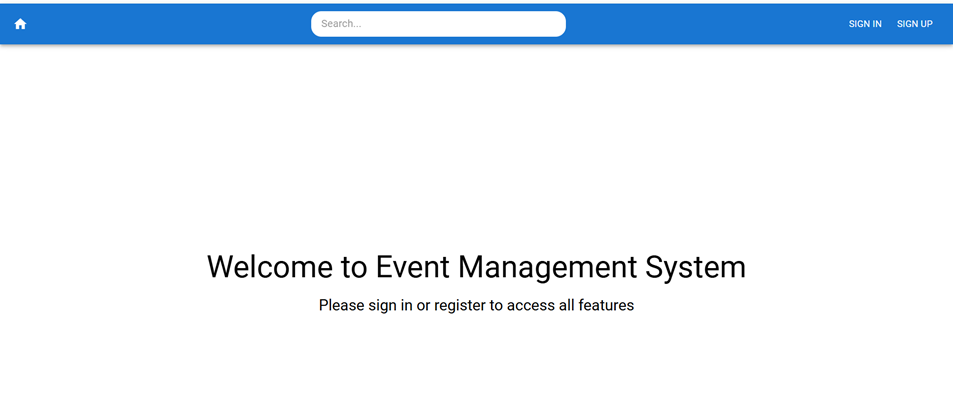 Search...
SIGN IN
SIGN UP
Welcome to Event Management System
Please sign in or register to access all features